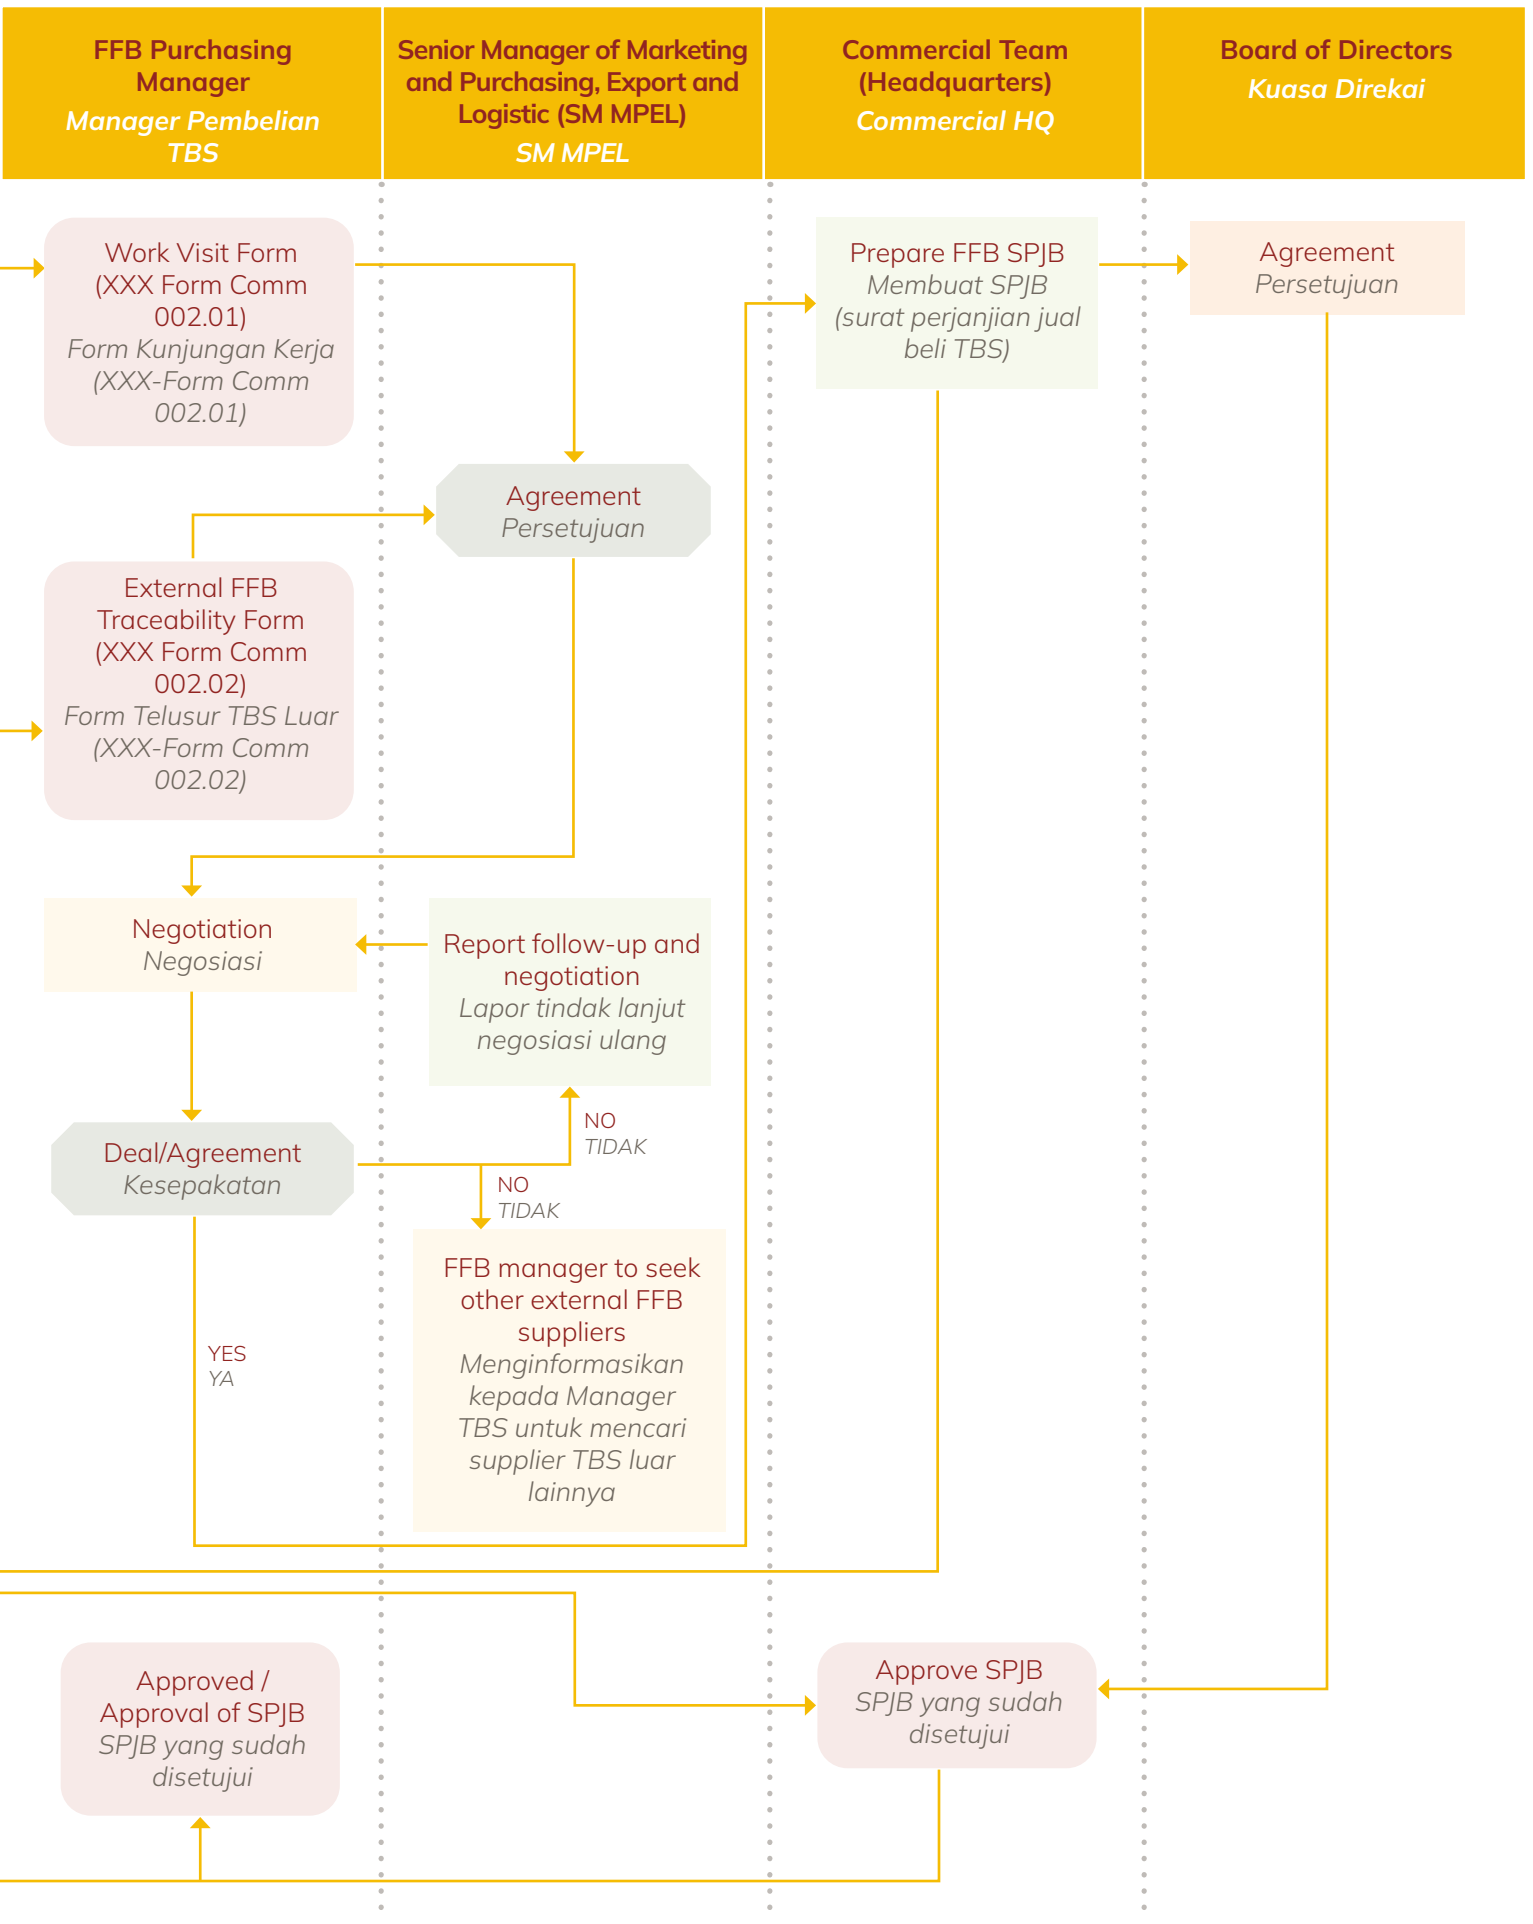 FFB Purchasing
Manager
Manager Pembelian
TBS
Senior Manager of Marketing
and Purchasing, Export and
Logistic (SM MPEL)
SM MPEL
Commercial Team
(Headquarters)
Commercial HQ
Board of Directors
Kuasa Direkai
Work Visit Form
(XXX Form Comm
002.01)
Form Kunjungan Kerja
(XXX-Form Comm
002.01)
Prepare FFB SPJB
Membuat SPJB
(surat perjanjian jual
beli TBS)
Agreement
Persetujuan
Agreement
Persetujuan
External FFB
Traceability Form
(XXX Form Comm
002.02)
Form Telusur TBS Luar
(XXX-Form Comm
002.02)
Negotiation
Negosiasi
Report follow-up and
negotiation
Lapor tindak lanjut
negosiasi ulang
NO
TIDAK
Deal/Agreement
Kesepakatan
NO
TIDAK
FFB manager to seek
other external FFB
suppliers
Menginformasikan
kepada Manager
TBS untuk mencari
supplier TBS luar
lainnya
YES
YA
Approved /
Approval of SPJB
SPJB yang sudah
disetujui
Approve SPJB
SPJB yang sudah
disetujui